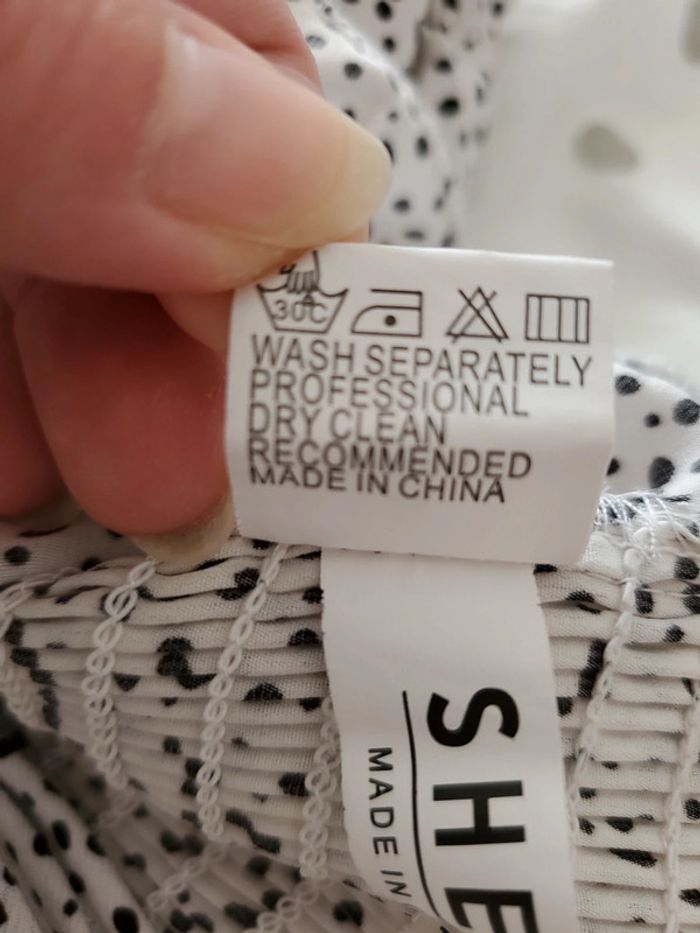 30C
WASH SEPARATELY
PROFESSIONAL
DRY CLEAN
RECOMMENDED
MADE IN CHINA
SHE
MADE IN